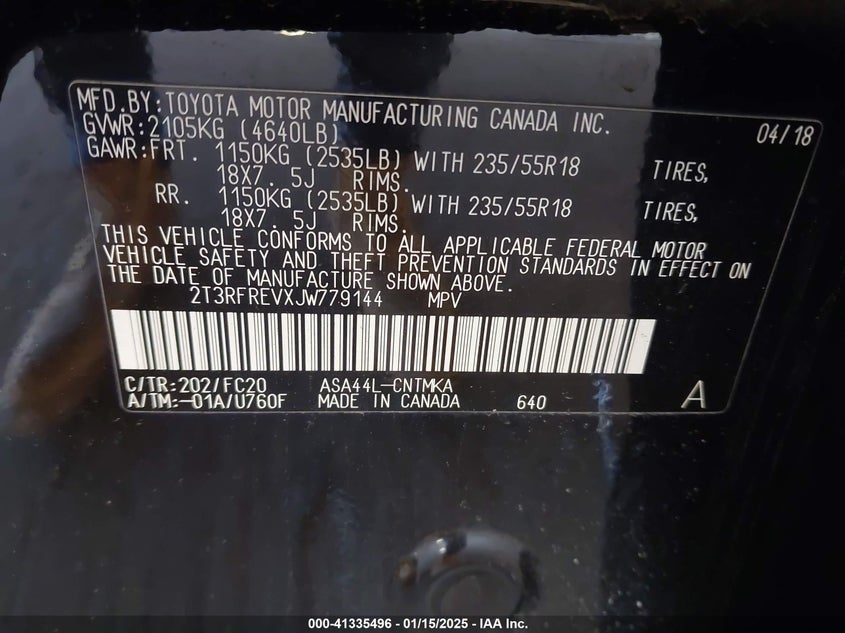 MFD.BY:TOYOTA MOTOR MANUFACTURING CANADA INC. 04/18
GVWR:2105KG (4640LB)
GAWR:FRT. 1150KG (2535LB) WITH 235/55R18 TIRES,
18X7. 5J RIMS.
RR. 1150KG (2535LB) WITH 235/55R18 TIRES,
18X7. 5J RIMS.
THIS VEHICLE CONFORMS TO ALL APPLICABLE FEDERAL MOTOR
VEHICLE SAFETY AND THEFT PREVENTION STANDARDS IN EFFECT ON
THE DATE OF MANUFACTURE SHOWN ABOVE.
2T3RFREVXJW779144 MPV
C/TR:202/FC20 ASA44L-CNTMKA
A/TM:-01A/U760F MADE IN CANADA 640 A
000-41335496 - 01/15/2025 - IAA Inc.